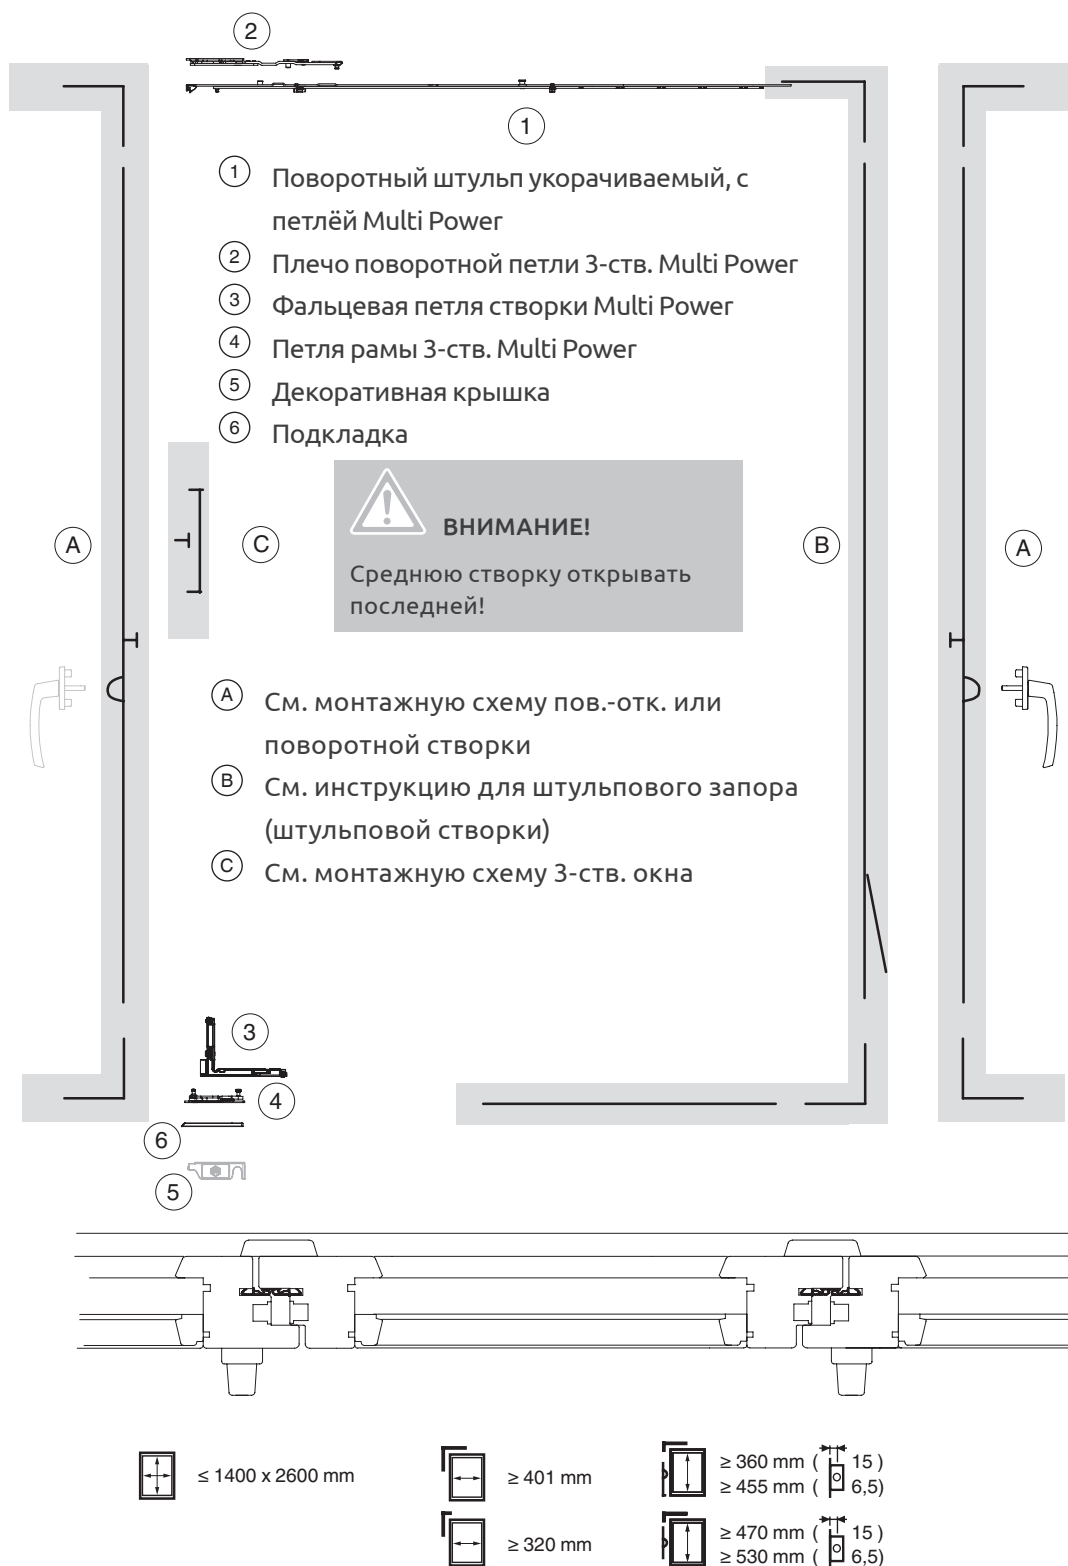 2
1
1 Поворотный штульп укорачиваемый, с
петлёй Multi Power
2 Плечо поворотной петли 3-ств. Multi Power
3 Фальцевая петля створки Multi Power
4 Петля рамы 3-ств. Multi Power
5 Декоративная крышка
6 Подкладка
A
C
ВНИМАНИЕ!
Среднюю створку открывать
последней!
B
A
A См. монтажную схему пов.-отк. или
поворотной створки
B См. инструкцию для штульпового запора
(штульповой створки)
C См. монтажную схему 3-ств. окна
3
4
6
5
≤ 1400 x 2600 mm
≥ 401 mm
≥ 320 mm
≥ 360 mm ( 15 )
≥ 455 mm ( 6,5)
≥ 470 mm ( 15 )
≥ 530 mm ( 6,5)